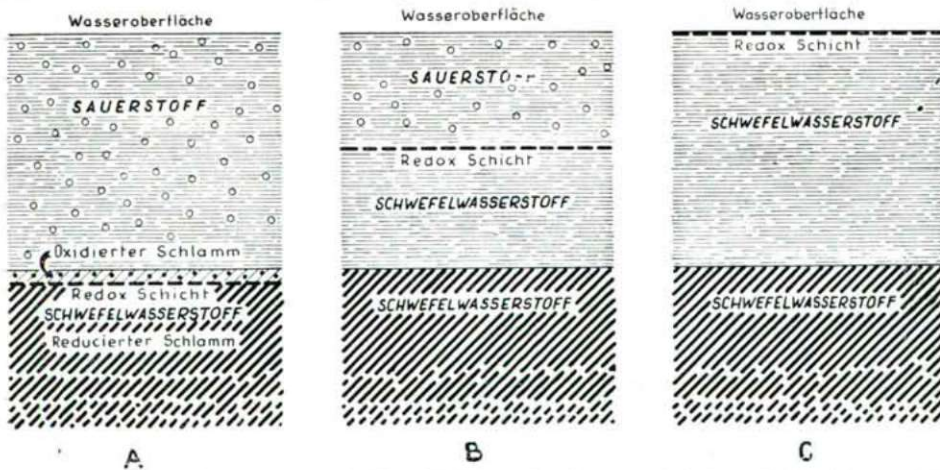 Wasseroberfläche
SAUERSTOFF
Oxidierter Schlamm
Redox Schicht
SCHWEFELWASSERSTOFF
Reducierter Schlamm
A
Wasseroberfläche
Redox Schicht
SCHWEFELWASSERSTOFF
SCHWEFELWASSERSTOFF
B
Wasseroberfläche
Redox Schicht
SCHWEFELWASSERSTOFF
SCHWEFELWASSERSTOFF
C